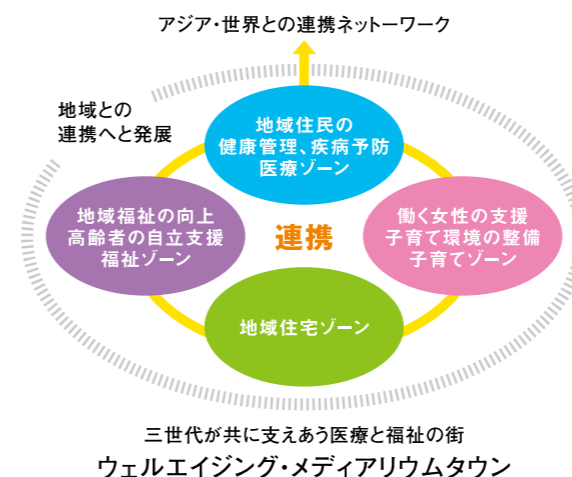 アジア・世界との連携ネットーワーク
地域との
連携へと発展
地域住民の
健康管理、疾病予防
医療ゾーン
地域福祉の向上
高齢者の自立支援
福祉ゾーン
連携
働く女性の支援
子育て環境の整備
子育てゾーン
地域住宅ゾーン
三世代が共に支えあう医療と福祉の街
ウェルエイジング・メディアリウムタウン